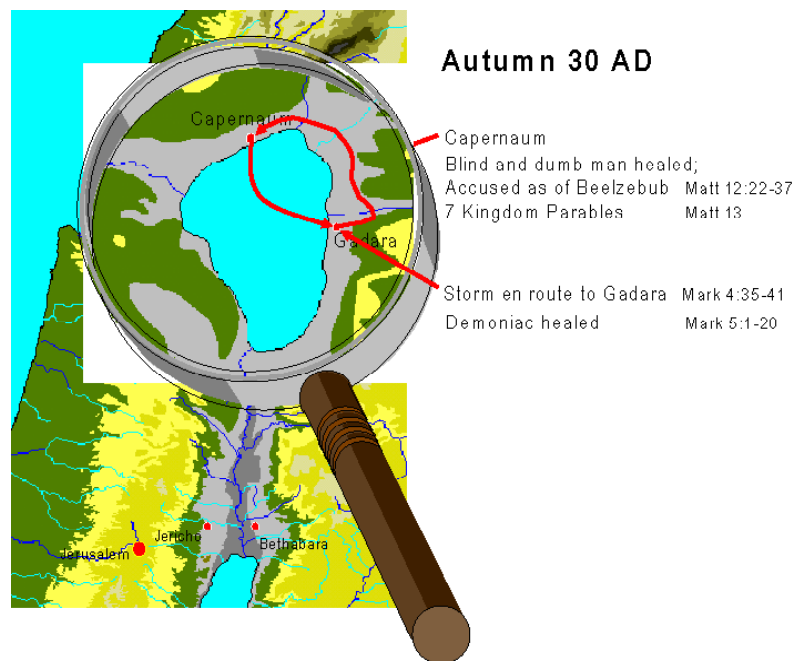 Autumn 30 AD
Capernaum
Capernaum
Blind and dumb man healed;
Accused as of Beelzebub Matt 12:22-37
7 Kingdom Parables Matt 13
Gadara
Storm en route to Gadara Mark 4:35-41
Demoniac healed Mark 5:1-20
Jericho
Bethabara
Jerusalem